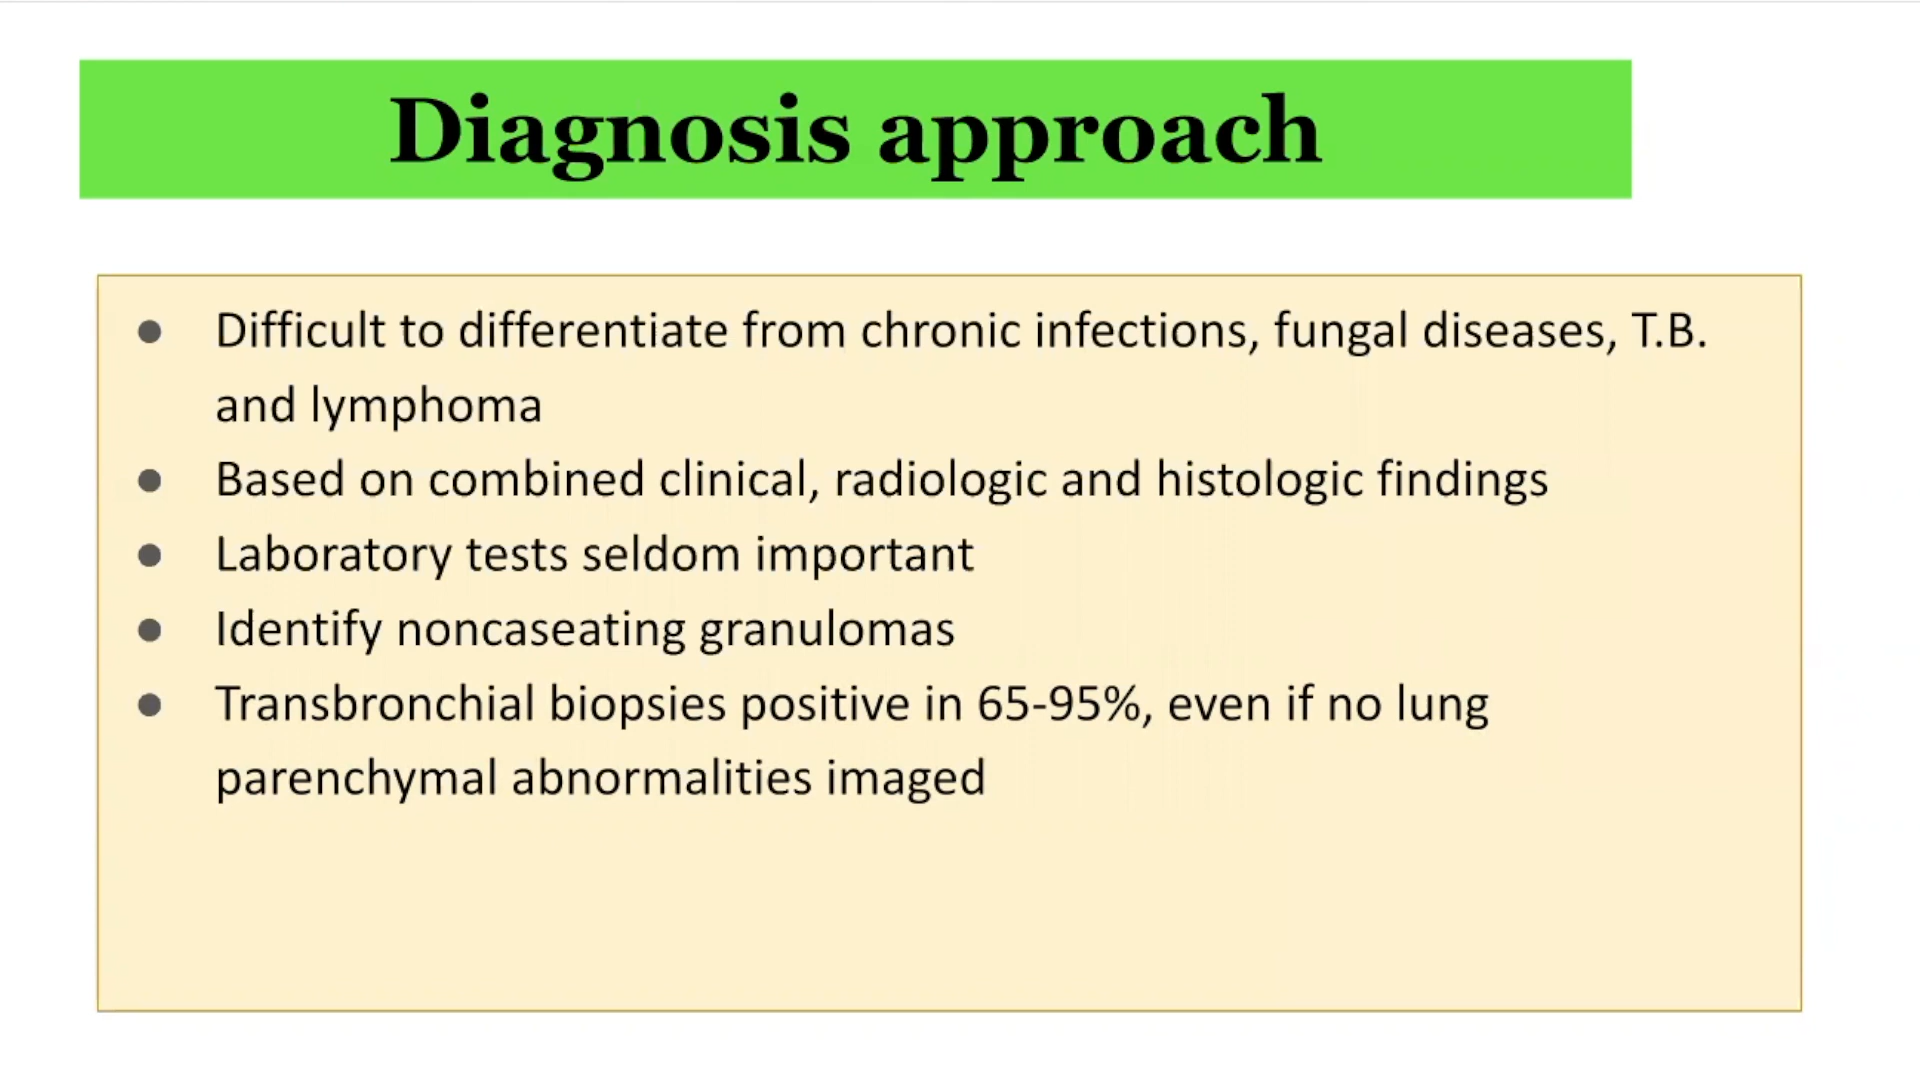 Diagnosis approach
● Difficult to differentiate from chronic infections, fungal diseases, T.B.
and lymphoma
● Based on combined clinical, radiologic and histologic findings
● Laboratory tests seldom important
● Identify noncaseating granulomas
● Transbronchial biopsies positive in 65-95%, even if no lung
parenchymal abnormalities imaged